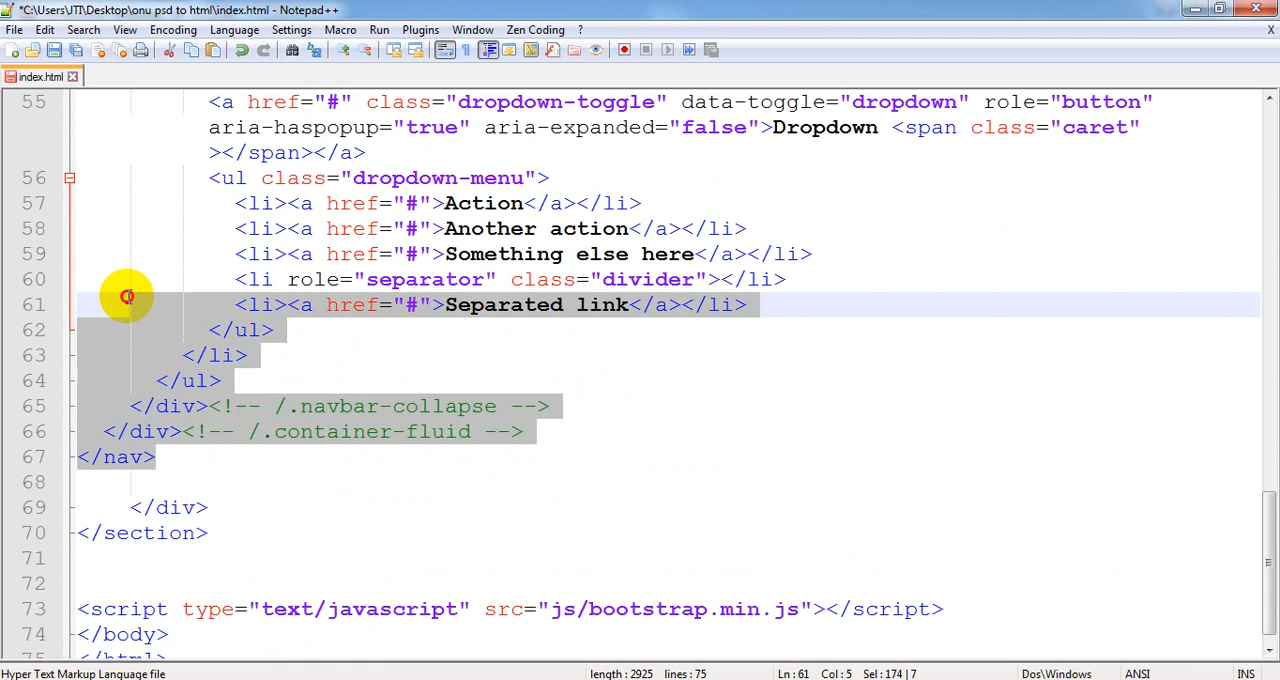 *C:\Users\JTI\Desktop\onu psd to html\index.html - Notepad++
File Edit Search View Encoding Language Settings Macro Run Plugins Window Zen Coding ? X
index.html
55 <a href="#" class="dropdown-toggle" data-toggle="dropdown" role="button"
aria-haspopup="true" aria-expanded="false">Dropdown <span class="caret"
></span></a>
56 <ul class="dropdown-menu">
57 <li><a href="#">Action</a></li>
58 <li><a href="#">Another action</a></li>
59 <li><a href="#">Something else here</a></li>
60 <li role="separator" class="divider"></li>
61 <li><a href="#">Separated link</a></li>
62 </ul>
63 </li>
64 </ul>
65 </div><!-- /.navbar-collapse -->
66 </div><!-- /.container-fluid -->
67 </nav>
68
69 </div>
70 </section>
71
72
73 <script type="text/javascript" src="js/bootstrap.min.js"></script>
74 </body>
75 </html>
Hyper Text Markup Language file length : 2925 lines : 75 Ln : 61 Col : 5 Sel : 174 | 7 Dos\Windows ANSI INS